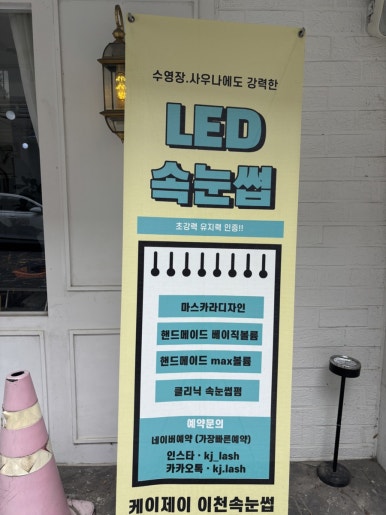 수영장.사우나에도 강력한
LED
속눈썹
초강력 유지력 인증!!
마스카라디자인
핸드메이드 베이직볼륨
핸드메이드 max볼륨
클리닉 속눈썹펌
예약문의
네이버예약 (가장빠른예약)
인스타 · kj_lash
카카오톡 · kj.lash
케이제이 이천속눈썹